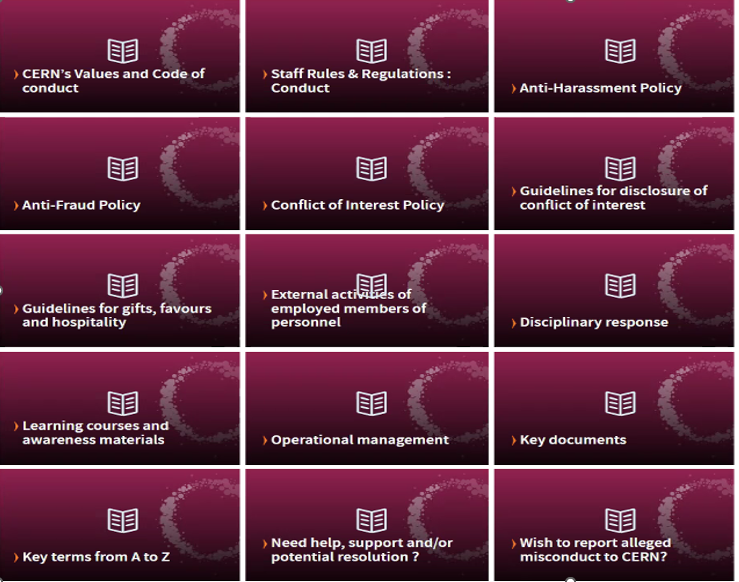 CERN's Values and Code of
conduct
Staff Rules & Regulations :
Conduct
Anti-Harassment Policy
Anti-Fraud Policy
Conflict of Interest Policy
Guidelines for disclosure of
conflict of interest
Guidelines for gifts, favours
and hospitality
External activities of
employed members of
personnel
Disciplinary response
Learning courses and
awareness materials
Operational management
Key documents
Key terms from A to Z
Need help, support and/or
potential resolution ?
Wish to report alleged
misconduct to CERN?